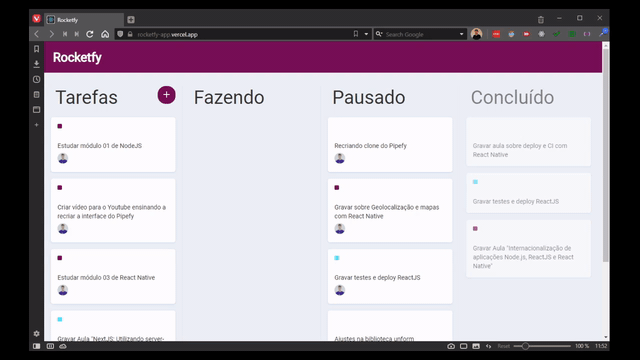 Rocketfy
rocketfy-app.vercel.app
Search Google
Rocketfy
Tarefas
+
Fazendo
Pausado
Concluído
Estudar módulo 01 de NodeJS
Criar vídeo para o Youtube ensinando a
recriar a interface do Pipefy
Estudar módulo 03 de React Native
Gravar Aula "NextJS: Utilizando server-
Recriando clone do Pipefy
Gravar sobre Geolocalização e mapas
com React Native
Gravar testes e deploy ReactJS
Ajustes na biblioteca unform
Gravar aula sobre deploy e CI com
React Native
Gravar testes e deploy ReactJS
Gravar Aula "Internacionalização de
aplicações Node.js, ReactJS e React
Native"
Reset
100 %
11:52